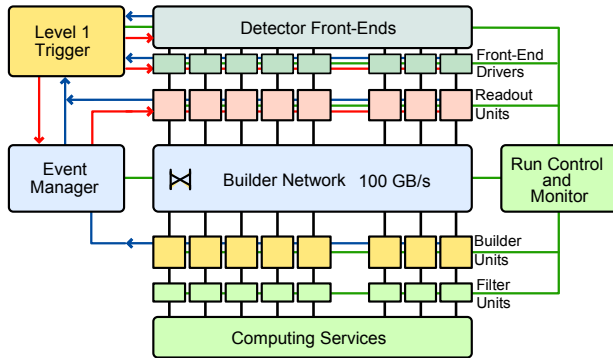 Level 1
Trigger
Detector Front-Ends
Front-End
Drivers
Readout
Units
Event
Manager
Builder Network 100 GB/s
Run Control
and
Monitor
Builder
Units
Filter
Units
Computing Services